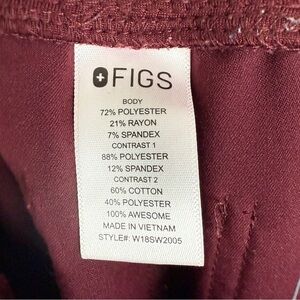 FIGS
BODY
72% POLYESTER
21% RAYON
7% SPANDEX
CONTRAST 1
88% POLYESTER
12% SPANDEX
CONTRAST 2
60% COTTON
40% POLYESTER
100% AWESOME
MADE IN VIETNAM
STYLE#: W18SW2005